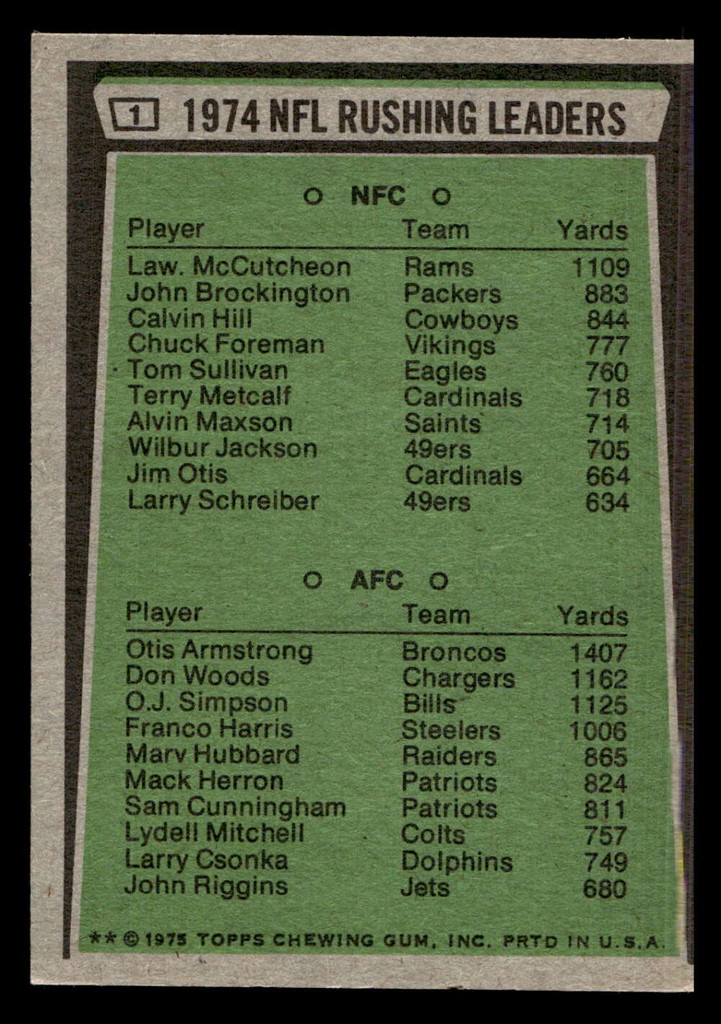 1 1974 NFL RUSHING LEADERS
NFC
Player Team Yards
Law. McCutcheon Rams 1109
John Brockington Packers 883
Calvin Hill Cowboys 844
Chuck Foreman Vikings 777
Tom Sullivan Eagles 760
Terry Metcalf Cardinals 718
Alvin Maxson Saints 714
Wilbur Jackson 49ers 705
Jim Otis Cardinals 664
Larry Schreiber 49ers 634
AFC
Player Team Yards
Otis Armstrong Broncos 1407
Don Woods Chargers 1162
O.J. Simpson Bills 1125
Franco Harris Steelers 1006
Marv Hubbard Raiders 865
Mack Herron Patriots 824
Sam Cunningham Patriots 811
Lydell Mitchell Colts 757
Larry Csonka Dolphins 749
John Riggins Jets 680
** © 1975 TOPPS CHEWING GUM, INC. PRTD IN U.S.A.